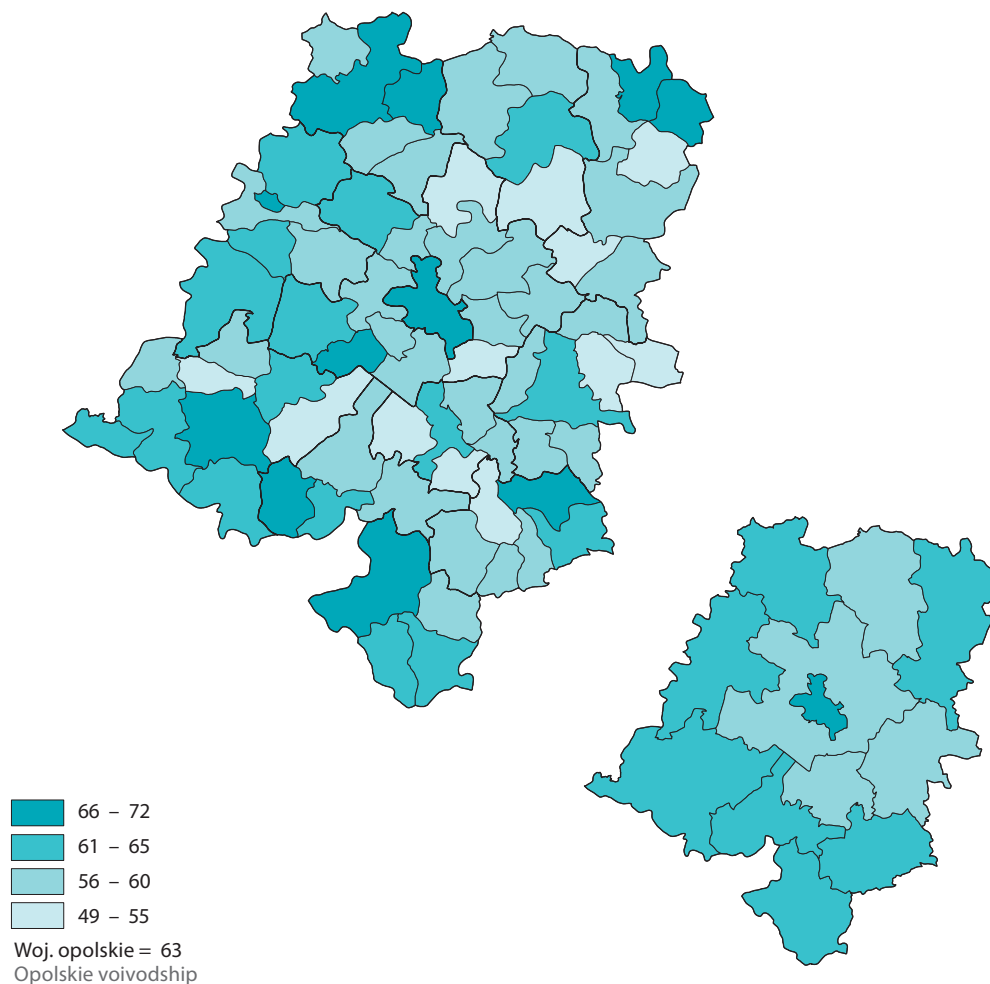 66 – 72
61 – 65
56 – 60
49 – 55
Woj. opolskie = 63
Opolskie voivodship